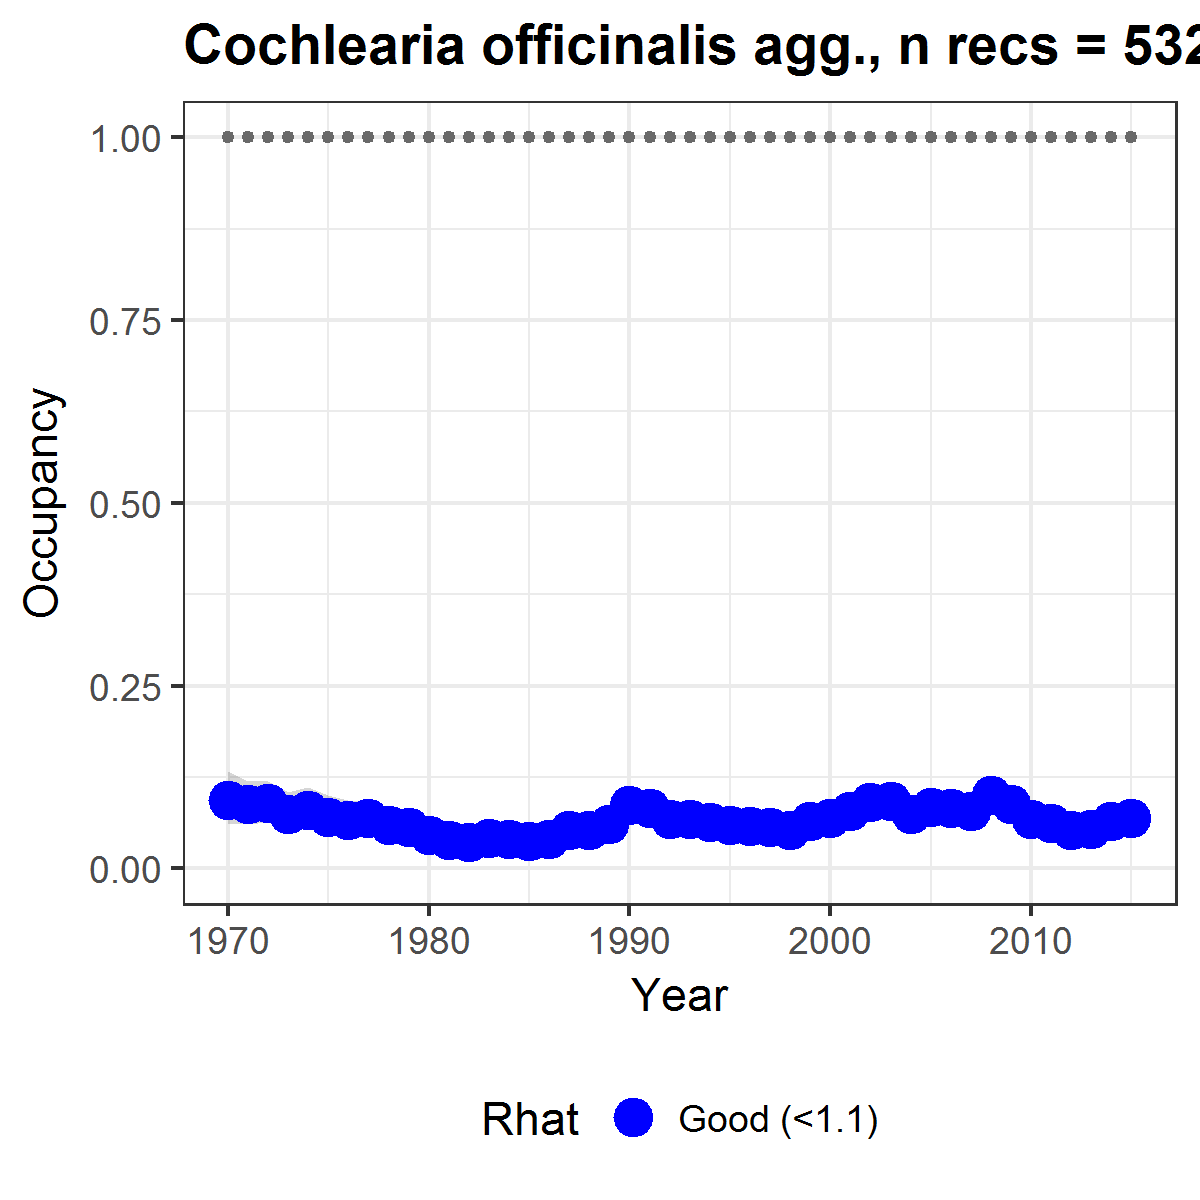 Cochlearia officinalis agg., n recs = 532
1.00
0.75
0.50
0.25
0.00
Occupancy
1970 1980 1990 2000 2010
Year
Rhat Good (<1.1)